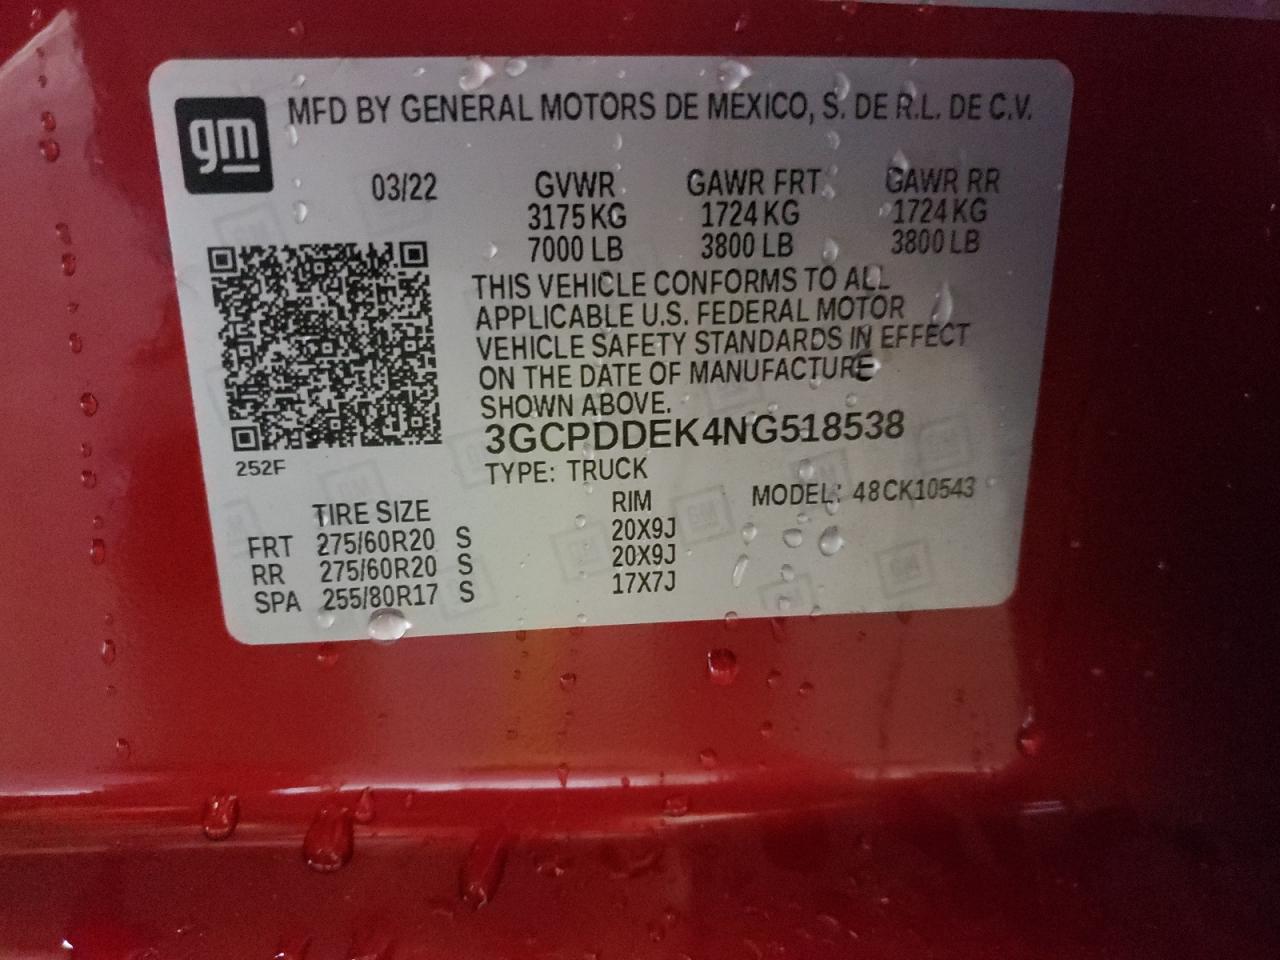 gm MFD BY GENERAL MOTORS DE MEXICO, S. DE R.L. DE C.V.
03/22 GVWR GAWR FRT GAWR RR
3175 KG 1724 KG 1724 KG
7000 LB 3800 LB 3800 LB
THIS VEHICLE CONFORMS TO ALL
APPLICABLE U.S. FEDERAL MOTOR
VEHICLE SAFETY STANDARDS IN EFFECT
ON THE DATE OF MANUFACTURE
SHOWN ABOVE.
3GCPDDEK4NG518538
252F
TYPE: TRUCK
MODEL: 48CK10543
TIRE SIZE RIM
FRT 275/60R20 S 20X9J
RR 275/60R20 S 20X9J
SPA 255/80R17 S 17X7J